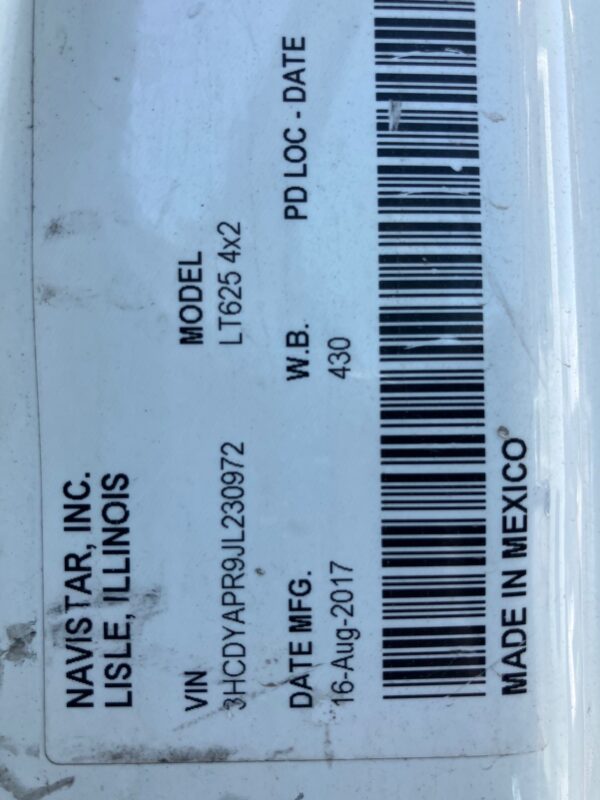 NAVISTAR, INC.
LISLE, ILLINOIS
VIN
MODEL
3HCDYAPR9JL230972
LT625 4x2
DATE MFG.
W.B.
PD LOC - DATE
16-Aug-2017
430
MADE IN MEXICO